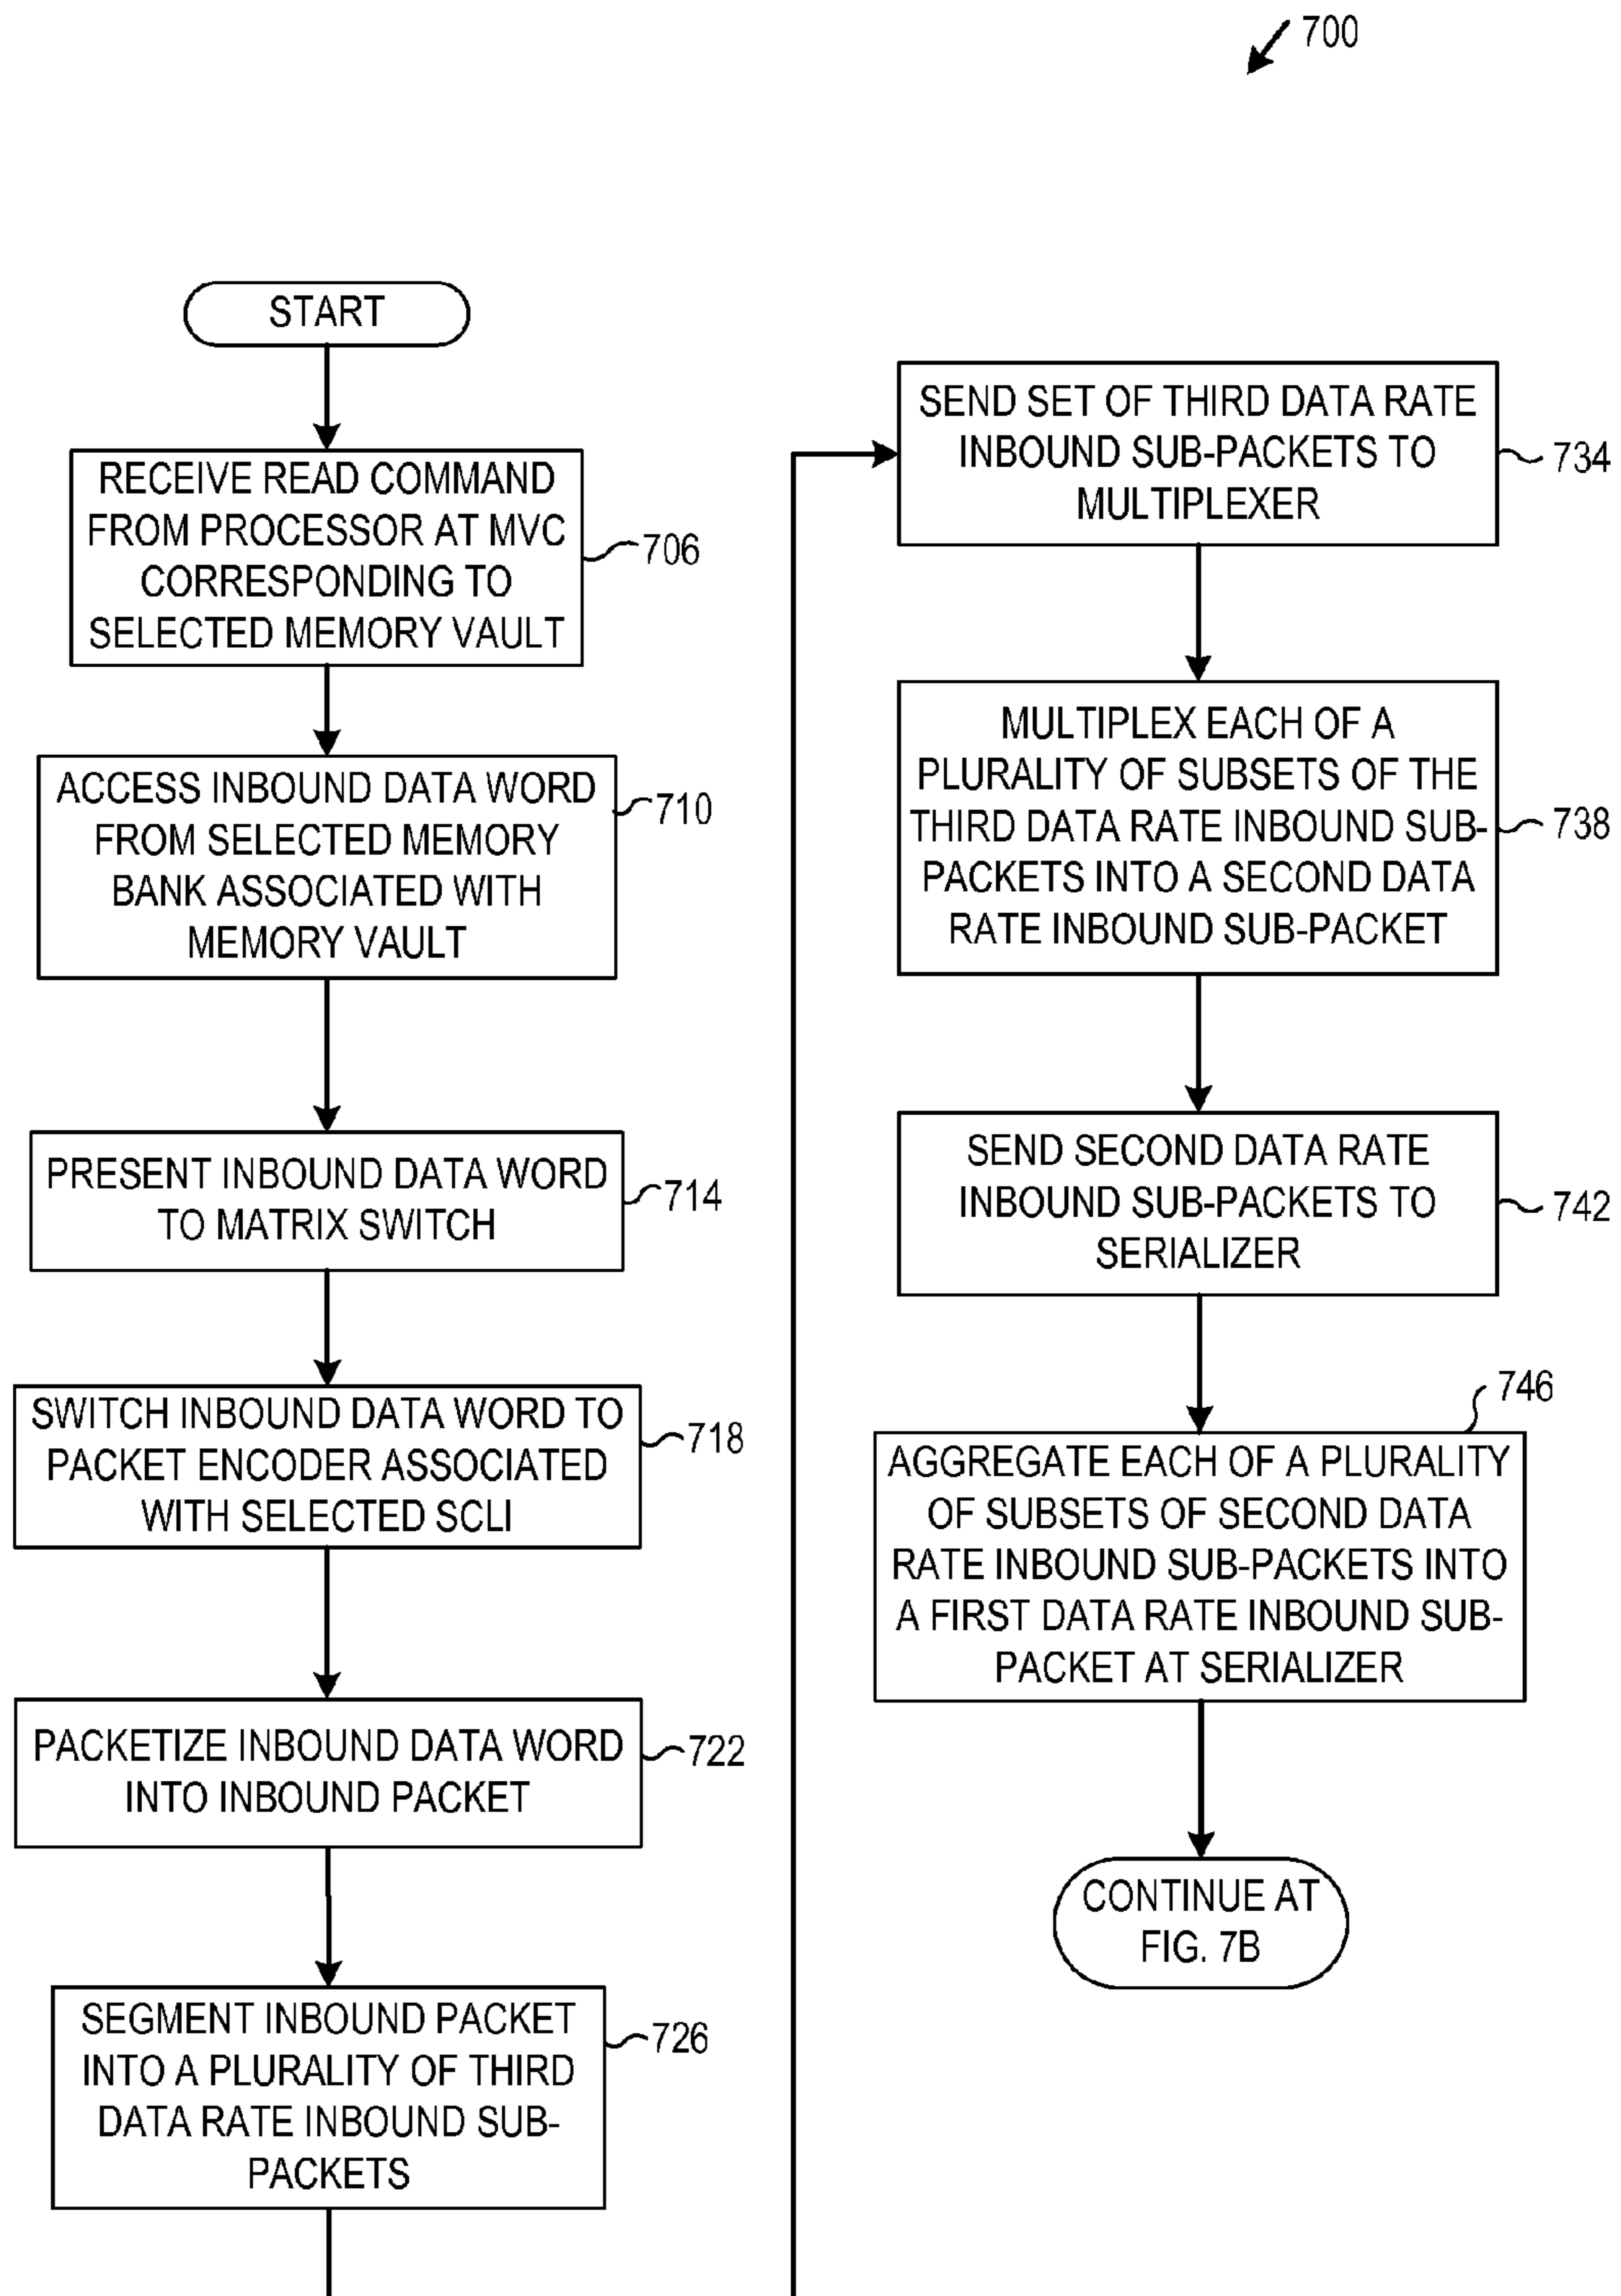 700
START
RECEIVE READ COMMAND
FROM PROCESSOR AT MVC
CORRESPONDING TO
SELECTED MEMORY VAULT
706
ACCESS INBOUND DATA WORD
FROM SELECTED MEMORY
BANK ASSOCIATED WITH
MEMORY VAULT
710
PRESENT INBOUND DATA WORD
TO MATRIX SWITCH
714
SWITCH INBOUND DATA WORD TO
PACKET ENCODER ASSOCIATED
WITH SELECTED SCLI
718
PACKETIZE INBOUND DATA WORD
INTO INBOUND PACKET
722
SEGMENT INBOUND PACKET
INTO A PLURALITY OF THIRD
DATA RATE INBOUND SUB-
PACKETS
726
SEND SET OF THIRD DATA RATE
INBOUND SUB-PACKETS TO
MULTIPLEXER
734
MULTIPLEX EACH OF A
PLURALITY OF SUBSETS OF THE
THIRD DATA RATE INBOUND SUB-
PACKETS INTO A SECOND DATA
RATE INBOUND SUB-PACKET
738
SEND SECOND DATA RATE
INBOUND SUB-PACKETS TO
SERIALIZER
742
746
AGGREGATE EACH OF A PLURALITY
OF SUBSETS OF SECOND DATA
RATE INBOUND SUB-PACKETS INTO
A FIRST DATA RATE INBOUND SUB-
PACKET AT SERIALIZER
CONTINUE AT
FIG. 7B